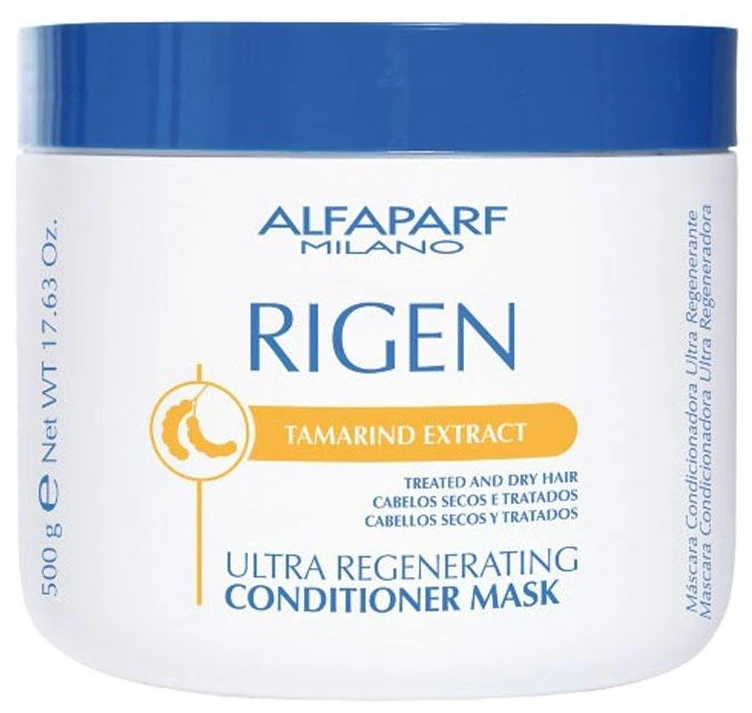 ALFAPARF
MILANO
RIGEN
TAMARIND EXTRACT
TREATED AND DRY HAIR
CABELOS SECOS E TRATADOS
CABELLOS SECOS Y TRATADOS
ULTRA REGENERATING
CONDITIONER MASK
500 g e Net WT 17.63 Oz.
Máscara Condicionadora Ultra Regenerante
Mascara Condicionadora Ultra Regeneradora